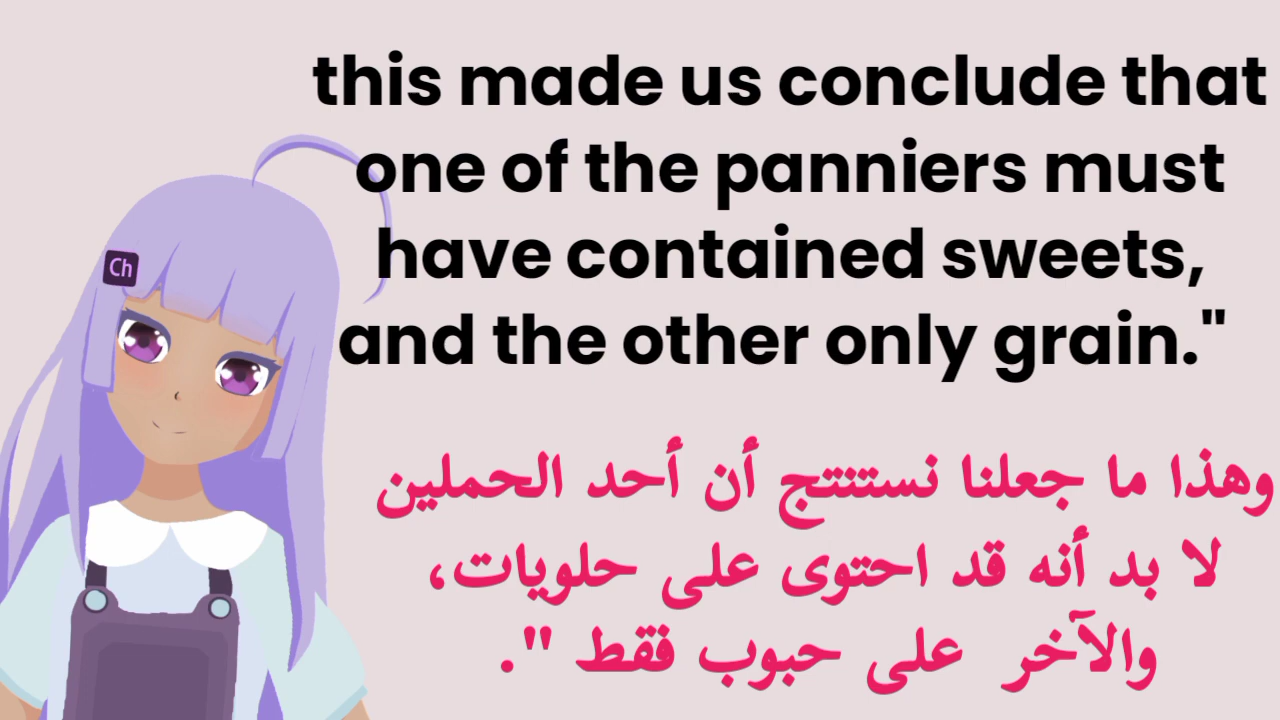 this made us conclude that
one of the panniers must
have contained sweets,
and the other only grain."
وهذا ما جعلنا نستنتج أن أحد الحملين
لا بد أنه قد احتوى على حلويات،
والآخر على حبوب فقط ".
Ch